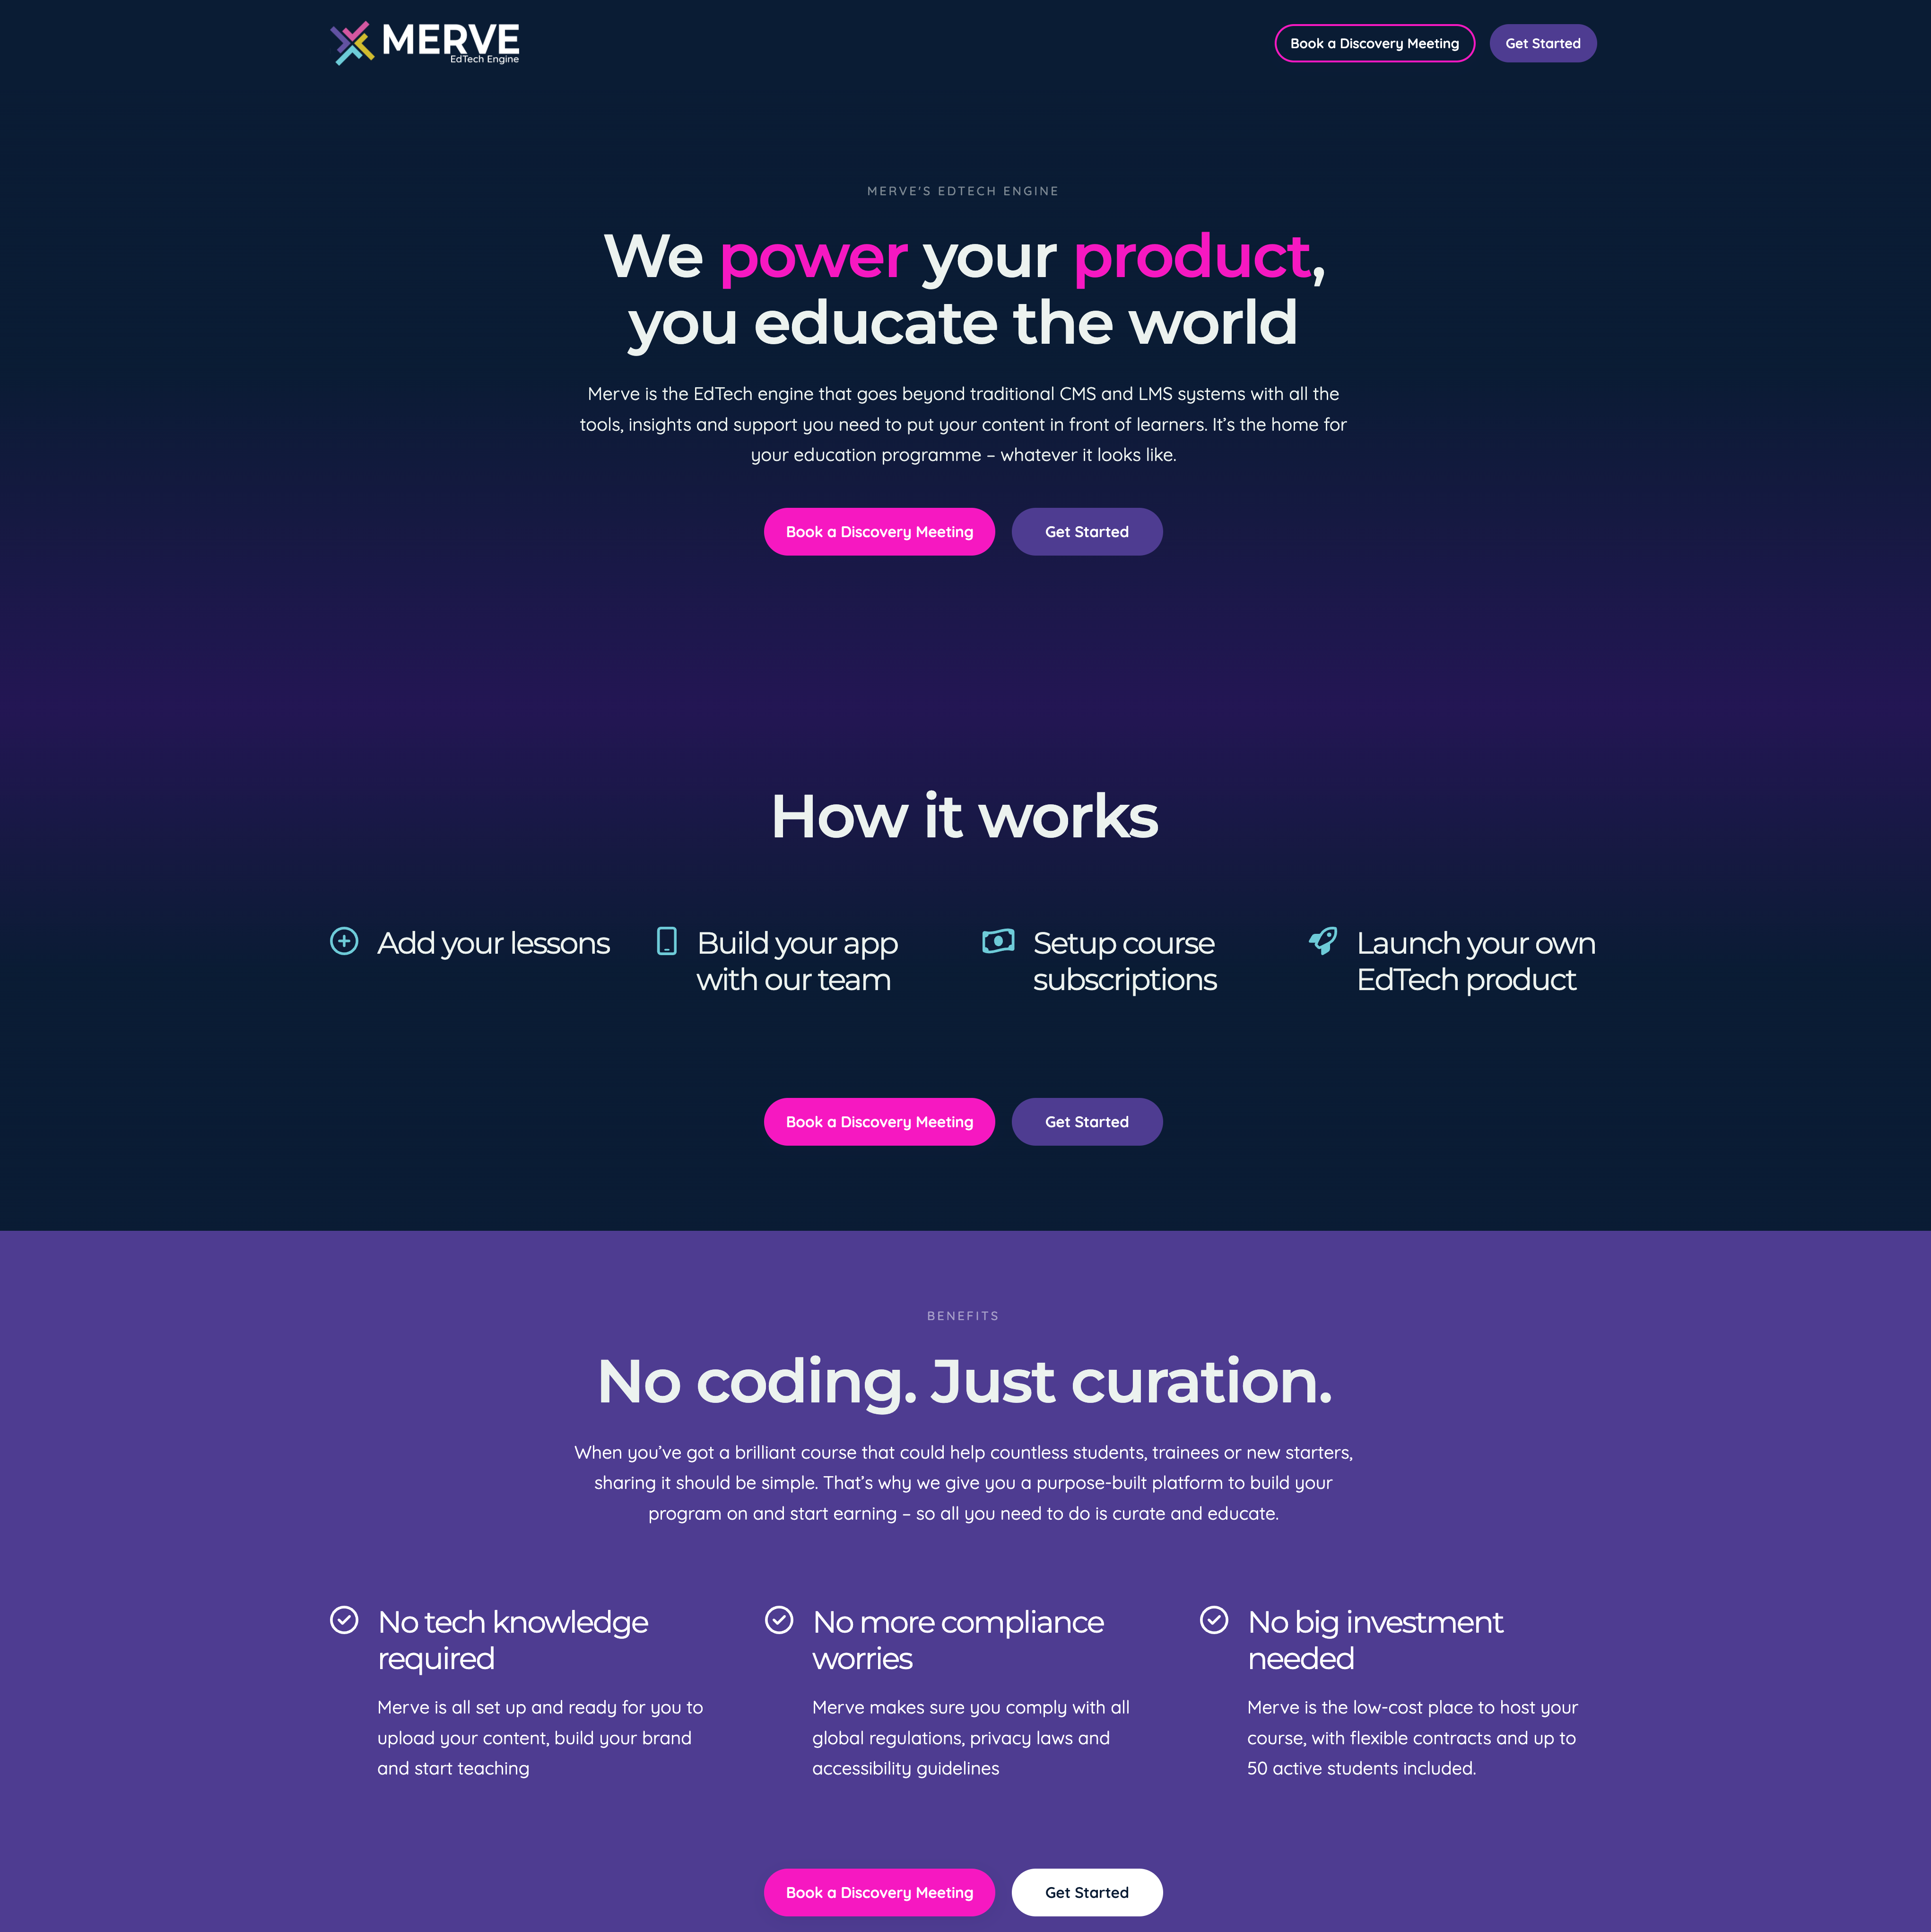 MERVE
EdTech Engine
Book a Discovery Meeting
Get Started
MERVE'S EDTECH ENGINE
We power your product,
you educate the world
Merve is the EdTech engine that goes beyond traditional CMS and LMS systems with all the
tools, insights and support you need to put your content in front of learners. It’s the home for
your education programme – whatever it looks like.
Book a Discovery Meeting
Get Started
How it works
Add your lessons
Build your app
with our team
Setup course
subscriptions
Launch your own
EdTech product
Book a Discovery Meeting
Get Started
BENEFITS
No coding. Just curation.
When you’ve got a brilliant course that could help countless students, trainees or new starters,
sharing it should be simple. That’s why we give you a purpose-built platform to build your
program on and start earning – so all you need to do is curate and educate.
No tech knowledge
required
Merve is all set up and ready for you to
upload your content, build your brand
and start teaching
No more compliance
worries
Merve makes sure you comply with all
global regulations, privacy laws and
accessibility guidelines
No big investment
needed
Merve is the low-cost place to host your
course, with flexible contracts and up to
50 active students included.
Book a Discovery Meeting
Get Started